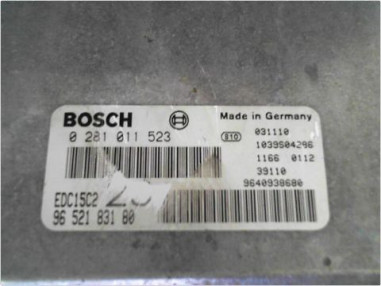 BOSCH
Made in Germany
0 281 011 523
810
031110
1039S04296
1166 0112
39110
9640938680
EDC15C2
96 521 831 80